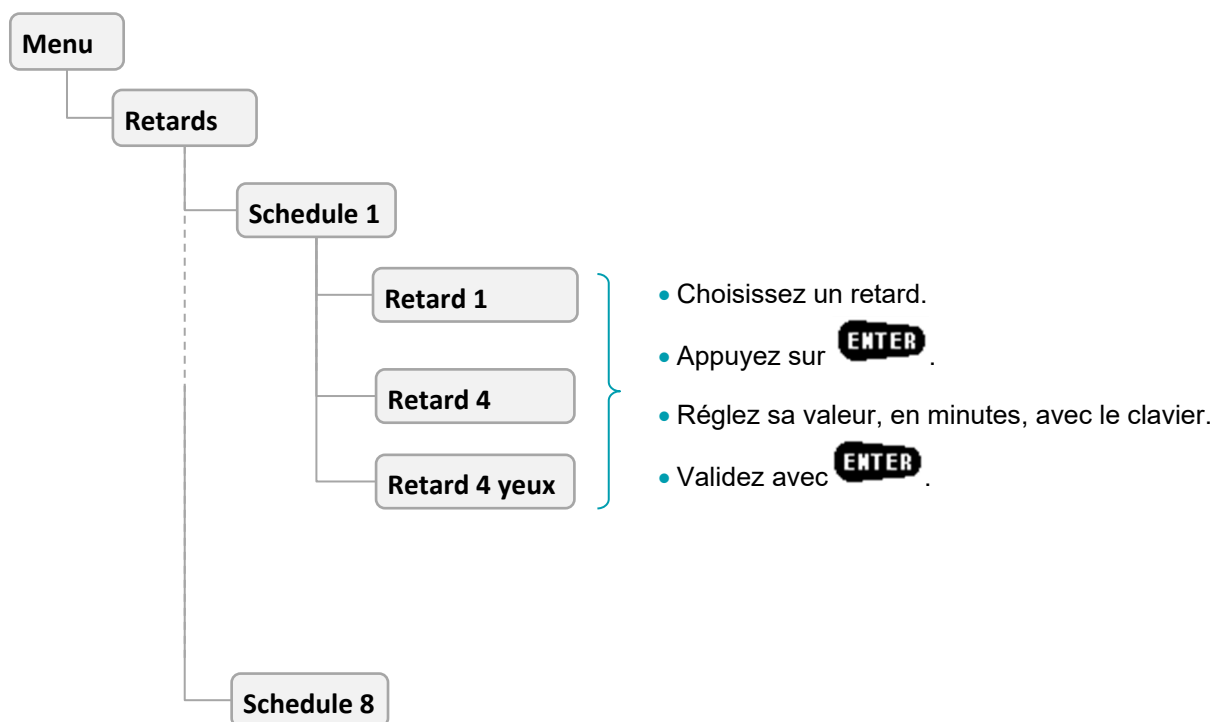 Menu
Retards
Schedule 1
Retard 1
Retard 4
Retard 4 yeux
• Choisissez un retard.
• Appuyez sur ENTER.
• Réglez sa valeur, en minutes, avec le clavier.
• Validez avec ENTER.
Schedule 8